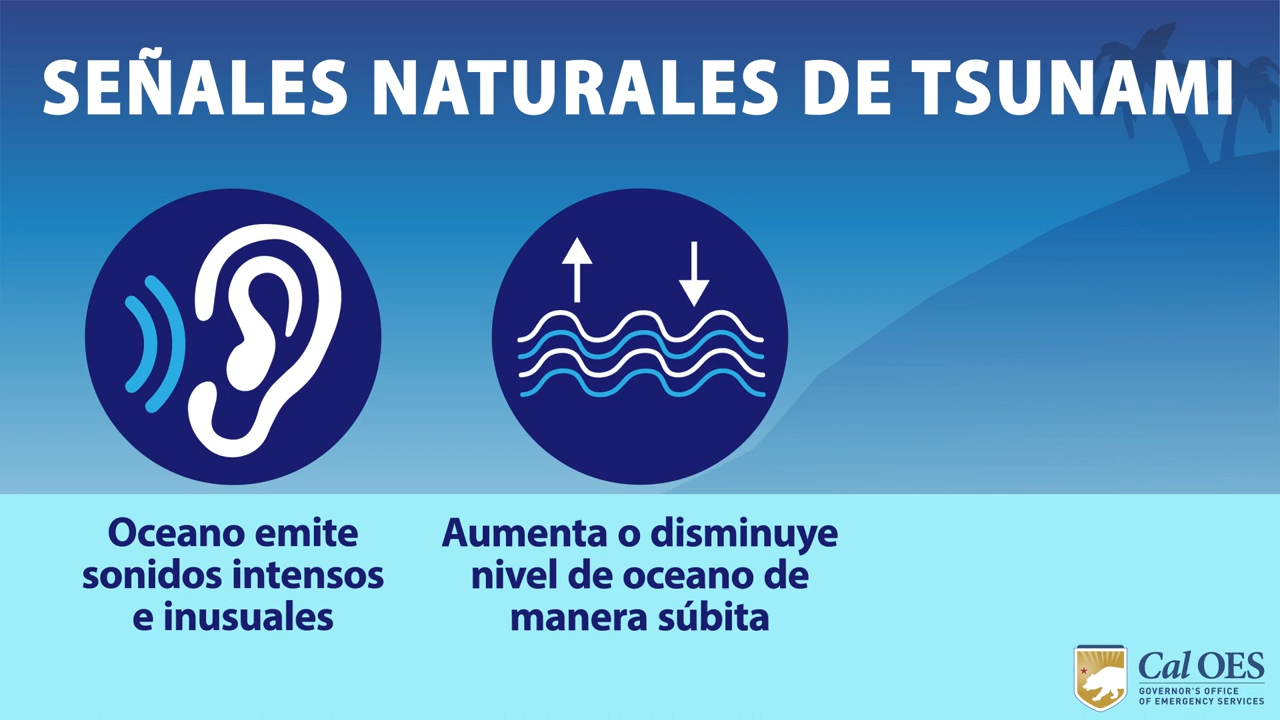 SEÑALES NATURALES DE TSUNAMI
Oceano emite
sonidos intensos
e inusuales
Aumenta o disminuye
nivel de oceano de
manera súbita
Cal OES
GOVERNOR'S OFFICE
OF EMERGENCY SERVICES